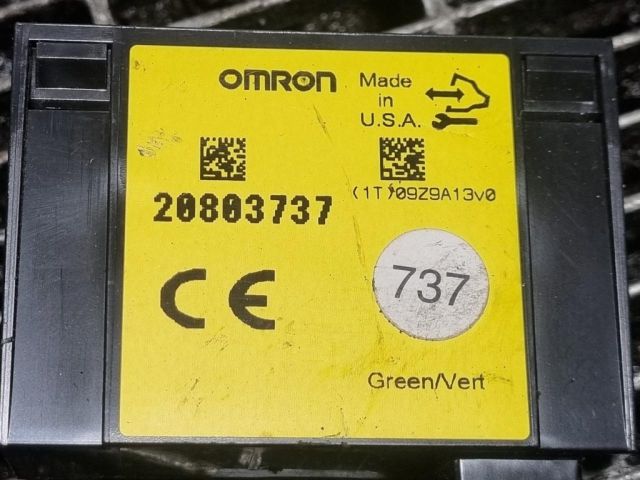 OMRON
Made
in
U.S.A.
20803737
(1T)09Z9A13v0
CE
737
Green/Vert